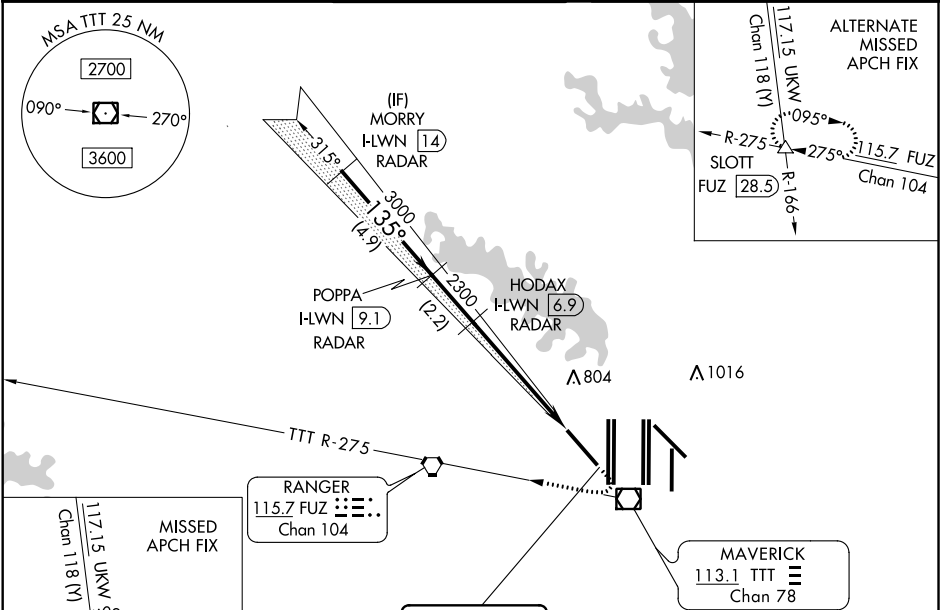 MSA TTT 25 NM
2700
090°
270°
3600
(IF)
MORRY
I-LWN 14
RADAR
315°
3000
135°
(4.9)
2300
(2.2)
POPPA
I-LWN 9.1
RADAR
HODAX
I-LWN 6.9
RADAR
804
1016
TTT R-275
RANGER
115.7 FUZ
Chan 104
MAVERICK
113.1 TTT
Chan 78
ALTERNATE
MISSED
APCH FIX
117.15 UKW
Chan 118 (Y)
095°
R-275
275°
115.7 FUZ
Chan 104
SLOTT
FUZ 28.5
R-166
MISSED
APCH FIX
117.15 UKW
Chan 118 (Y)